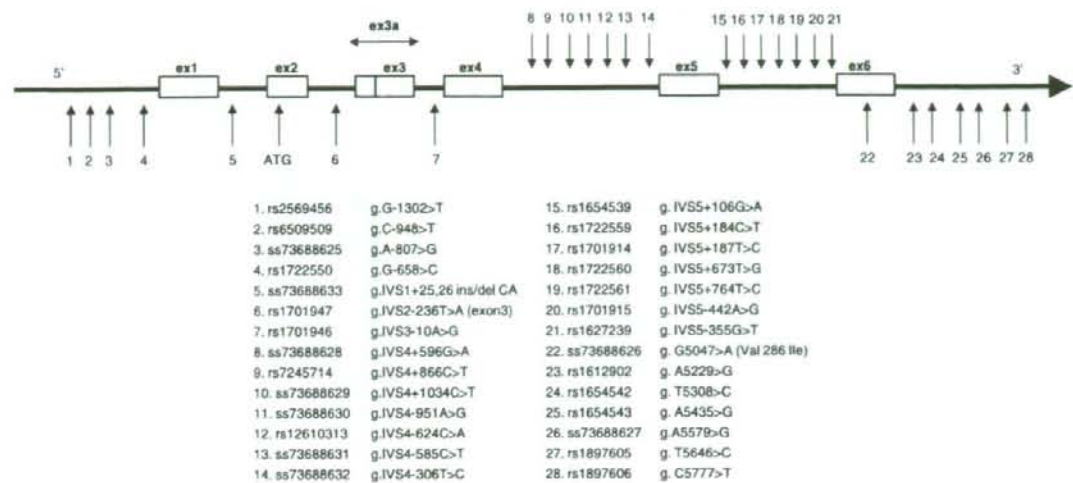 ex3a
8 9 10 11 12 13 14 15 16 17 18 19 20 21
5' ex1 ex2 ex3 ex4 ex5 ex6 3'
1 2 3 4 5 ATG 6 7 22 23 24 25 26 27 28
1. rs2569456 g.G-1302>T
2. rs6509509 g.C-948>T
3. ss73688625 g.A-807>G
4. rs1722550 g.G-658>C
5. ss73688633 g.IVS1+25,26 ins/del CA
6. rs1701947 g.IVS2-236T>A (exon3)
7. rs1701946 g.IVS3-10A>G
8. ss73688628 g.IVS4+596G>A
9. rs7245714 g.IVS4+866C>T
10. ss73688629 g.IVS4+1034C>T
11. ss73688630 g.IVS4-951A>G
12. rs12610313 g.IVS4-624C>A
13. ss73688631 g.IVS4-585C>T
14. ss73688632 g.IVS4-306T>C
15. rs1654539 g. IVS5+106G>A
16. rs1722559 g. IVS5+184C>T
17. rs1701914 g. IVS5+187T>C
18. rs1722560 g. IVS5+673T>G
19. rs1722561 g. IVS5+764T>C
20. rs1701915 g. IVS5-442A>G
21. rs1627239 g. IVS5-355G>T
22. ss73688626 g. G5047>A (Val 286 Ile)
23. rs1612902 g. A5229>G
24. rs1654542 g. T5308>C
25. rs1654543 g. A5435>G
26. ss73688627 g.A5579>G
27. rs1897605 g. T5646>C
28. rs1897606 g. C5777>T